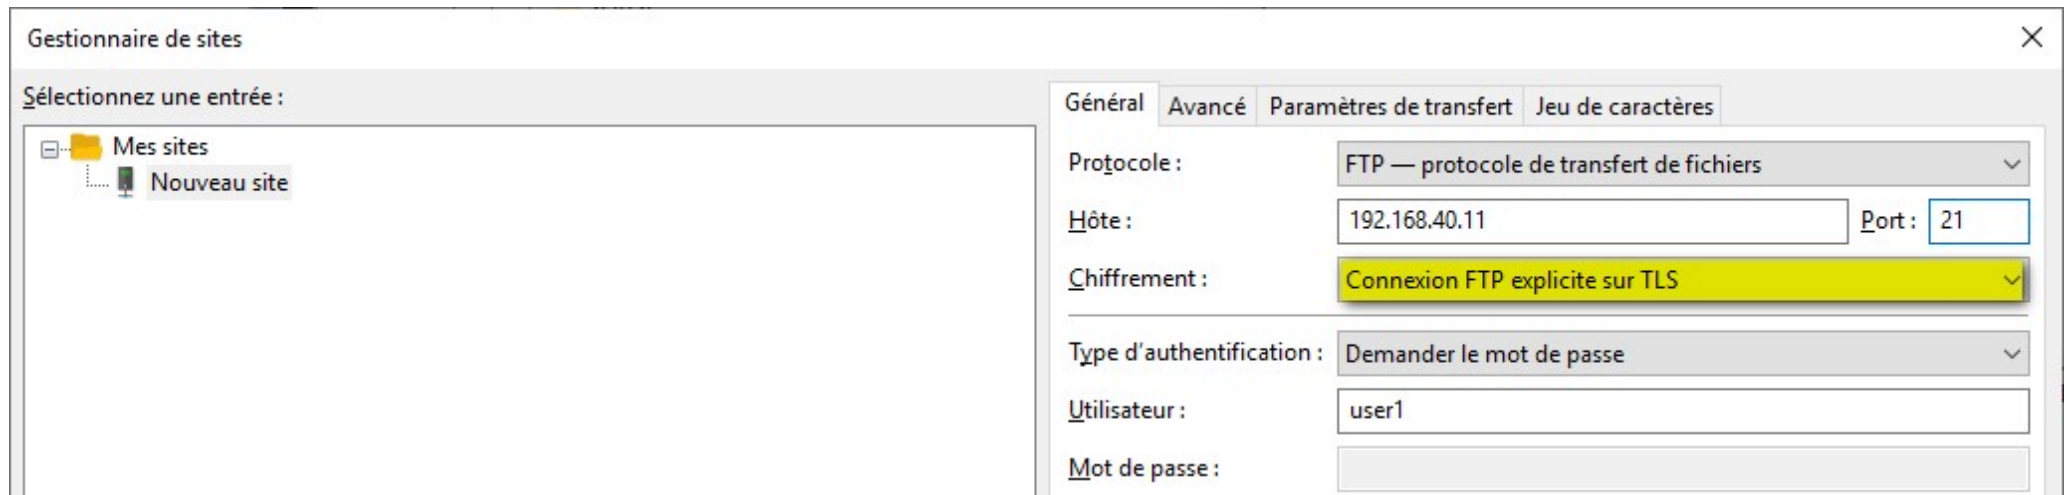 Gestionnaire de sites
Sélectionnez une entrée :
Mes sites
Nouveau site
Général Avancé Paramètres de transfert Jeu de caractères
Protocole : FTP — protocole de transfert de fichiers
Hôte : 192.168.40.11 Port : 21
Chiffrement : Connexion FTP explicite sur TLS
Type d'authentification : Demander le mot de passe
Utilisateur : user1
Mot de passe :